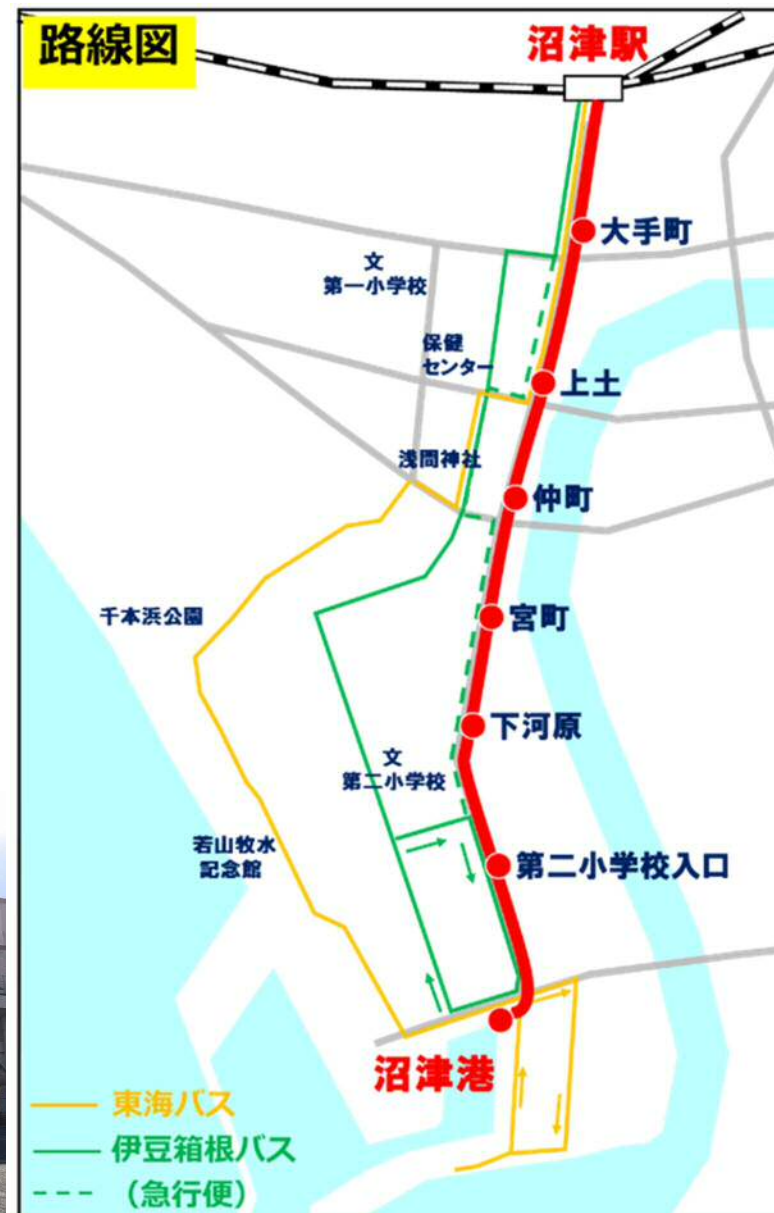 路線図
沼津駅
大手町
文
第一小学校
保健
センター
上土
浅間神社
仲町
千本浜公園
宮町
下河原
文
第二小学校
若山牧水
記念館
第二小学校入口
沼津港
東海バス
伊豆箱根バス
(急行便)